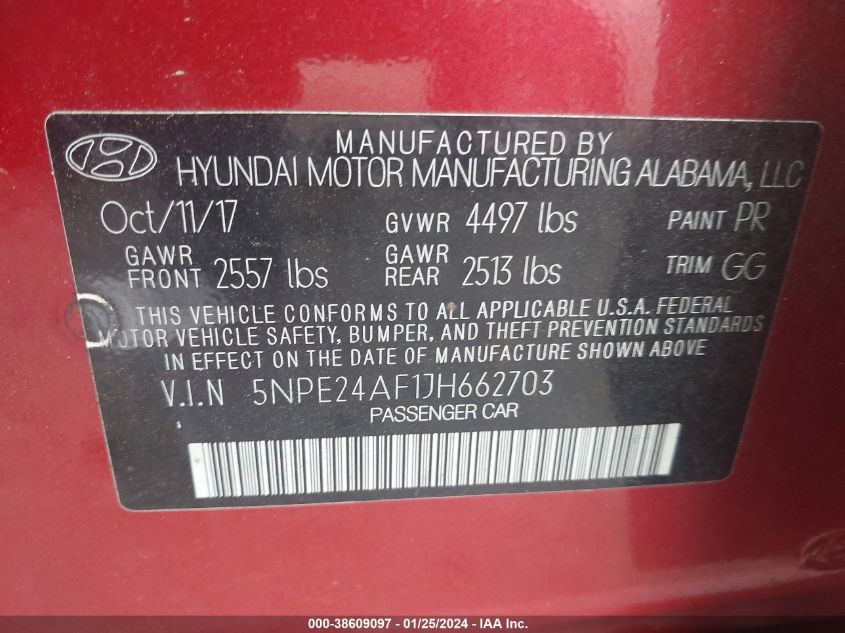 MANUFACTURED BY
HYUNDAI MOTOR MANUFACTURING ALABAMA, LLC
Oct/11/17 GVWR 4497 lbs PAINT PR
GAWR FRONT 2557 lbs GAWR REAR 2513 lbs TRIM GG
THIS VEHICLE CONFORMS TO ALL APPLICABLE U.S.A. FEDERAL
MOTOR VEHICLE SAFETY, BUMPER, AND THEFT PREVENTION STANDARDS
IN EFFECT ON THE DATE OF MANUFACTURE SHOWN ABOVE.
V.I.N 5NPE24AF1JH662703
PASSENGER CAR
000-38609097 - 01/25/2024 - IAA Inc.